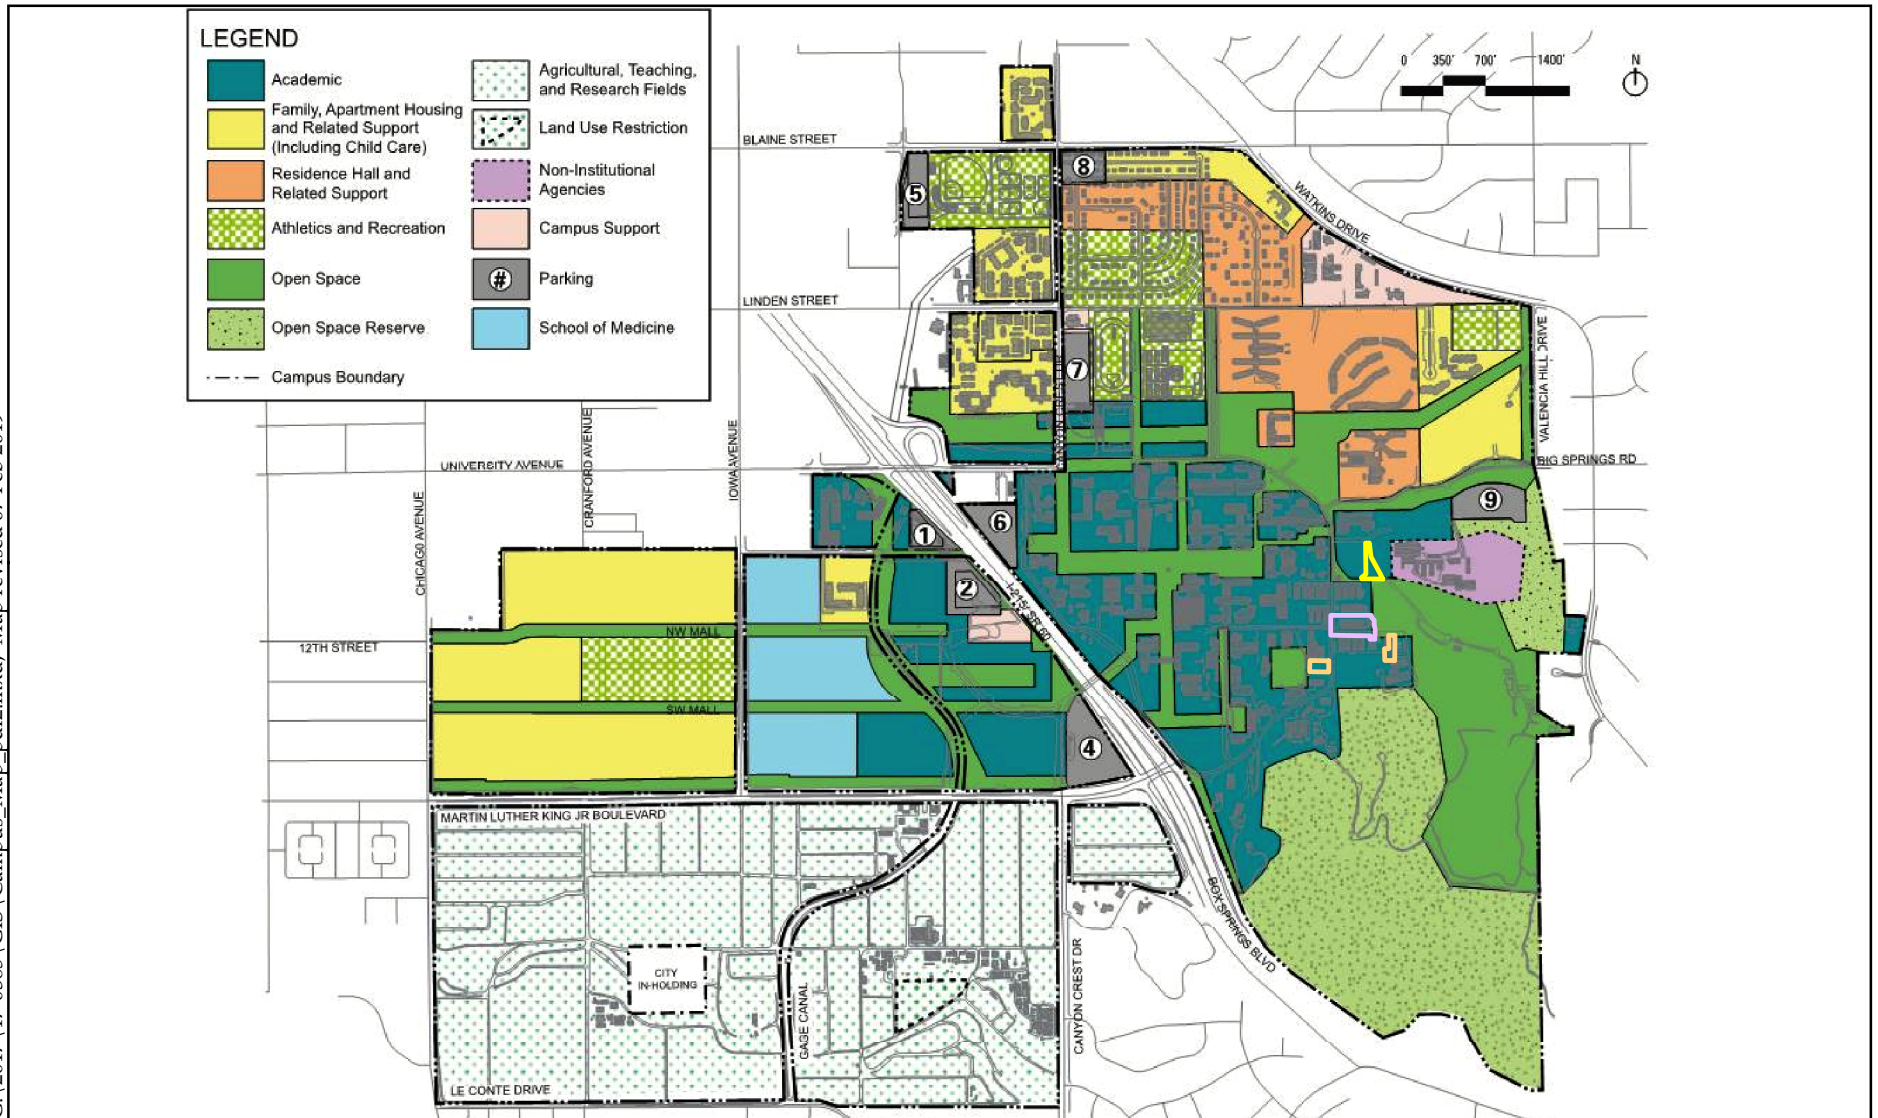 LEGEND
Academic
Family, Apartment Housing
and Related Support
(Including Child Care)
Residence Hall and
Related Support
Athletics and Recreation
Open Space
Open Space Reserve
Campus Boundary
Agricultural, Teaching,
and Research Fields
Land Use Restriction
Non-Institutional
Agencies
Campus Support
#
Parking
School of Medicine
0 350' 700' 1400'
N
BLAINE STREET
WATKINS DRIVE
LINDEN STREET
VALENCIA HILL DRIVE
BIG SPRINGS RD
UNIVERSITY AVENUE
IOWA AVENUE
CRANFORD AVENUE
CHICAGO AVENUE
I-215/ SR 60
12TH STREET
NW MALL
SW MALL
MARTIN LUTHER KING JR BOULEVARD
BOX SPRINGS BLVD
CITY
IN-HOLDING
GAGE CANAL
CANYON CREST DR
LE CONTE DRIVE
5
8
7
9
6
1
2
4